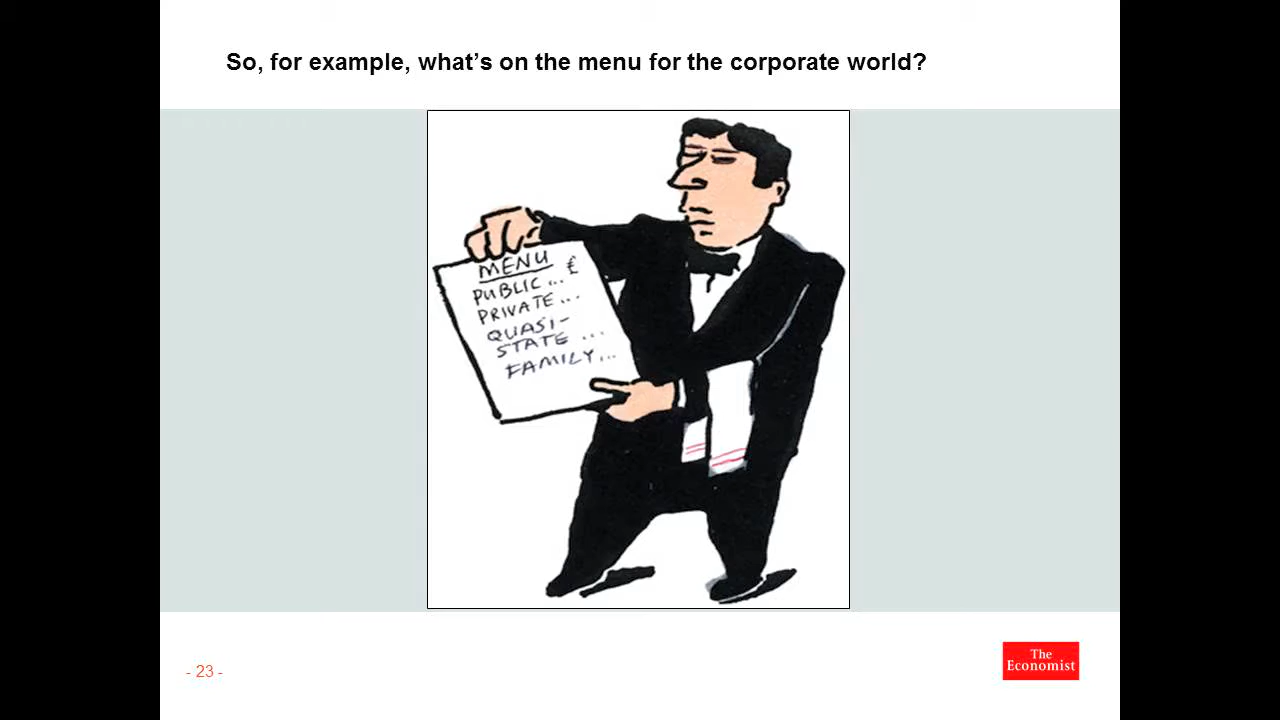 So, for example, what's on the menu for the corporate world?
MENU
£
PUBLIC...
PRIVATE...
QUASI-
STATE ...
FAMILY...
- 23 -
The
Economist